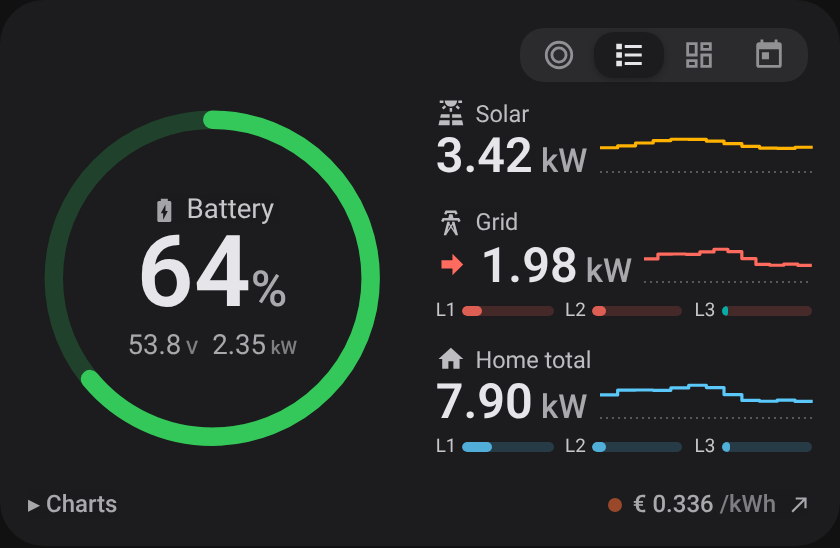 Battery
64%
53.8 V 2.35 kW
Solar
3.42 kW
Grid
1.98 kW
L1 L2 L3
Home total
7.90 kW
L1 L2 L3
▸ Charts
€ 0.336 /kWh